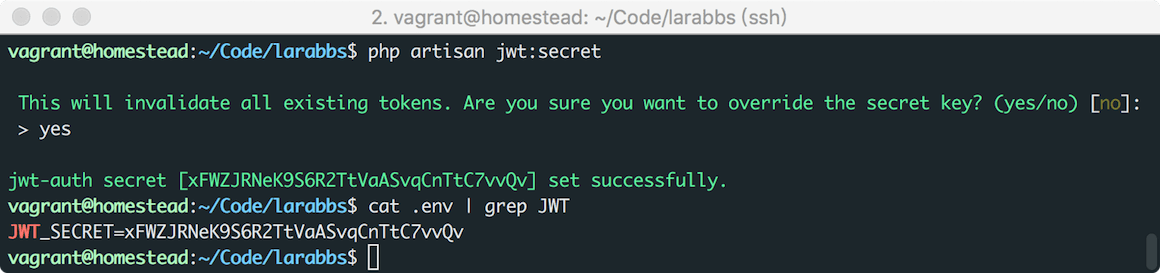 2. vagrant@homestead: ~/Code/larabbs (ssh)
vagrant@homestead:~/Code/larabbs$ php artisan jwt:secret
This will invalidate all existing tokens. Are you sure you want to override the secret key? (yes/no) [no]:
> yes
jwt-auth secret [xFWZJRNeK9S6R2TtVaASvqCnTtC7vvQv] set successfully.
vagrant@homestead:~/Code/larabbs$ cat .env | grep JWT
JWT_SECRET=xFWZJRNeK9S6R2TtVaASvqCnTtC7vvQv
vagrant@homestead:~/Code/larabbs$